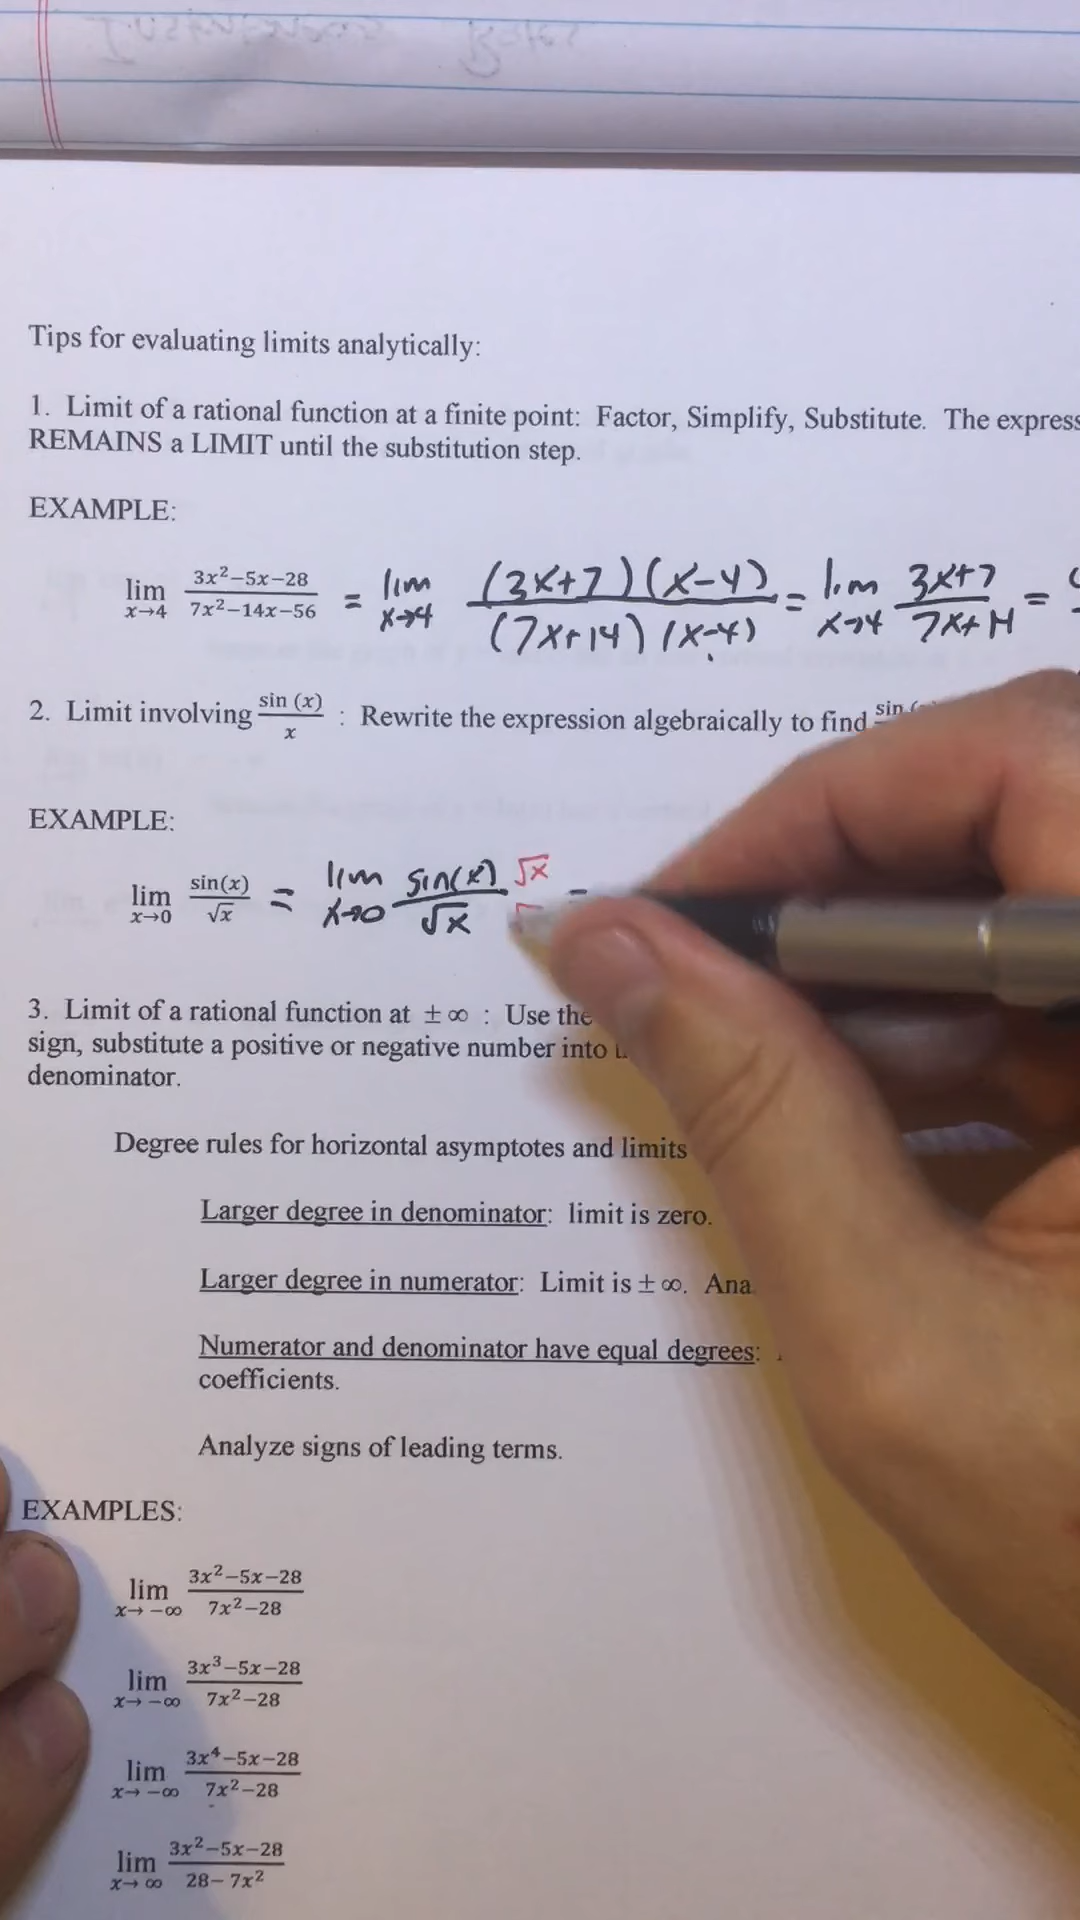 Tips for evaluating limits analytically:
1. Limit of a rational function at a finite point: Factor, Simplify, Substitute. The express
REMAINS a LIMIT until the substitution step.
EXAMPLE:
lim x→4 3x²−5x−28 / 7x²−14x−56 = lim x→4 (3x+7)(x−4) / (7x+14)(x−4) = lim x→4 3x+7 / 7x+14 =
2. Limit involving sin (x) / x : Rewrite the expression algebraically to find sin
EXAMPLE:
lim x→0 sin(x) / √x = lim x→0 sin(x) / √x √x =
3. Limit of a rational function at ±∞ : Use the
sign, substitute a positive or negative number into
denominator.
Degree rules for horizontal asymptotes and limits
Larger degree in denominator: limit is zero.
Larger degree in numerator: Limit is ±∞. Ana
Numerator and denominator have equal degrees:
coefficients.
Analyze signs of leading terms.
EXAMPLES:
lim x→ −∞ 3x²−5x−28 / 7x²−28
lim x→ −∞ 3x³−5x−28 / 7x²−28
lim x→ −∞ 3x⁴−5x−28 / 7x²−28
lim x→ ∞ 3x²−5x−28 / 28−7x²